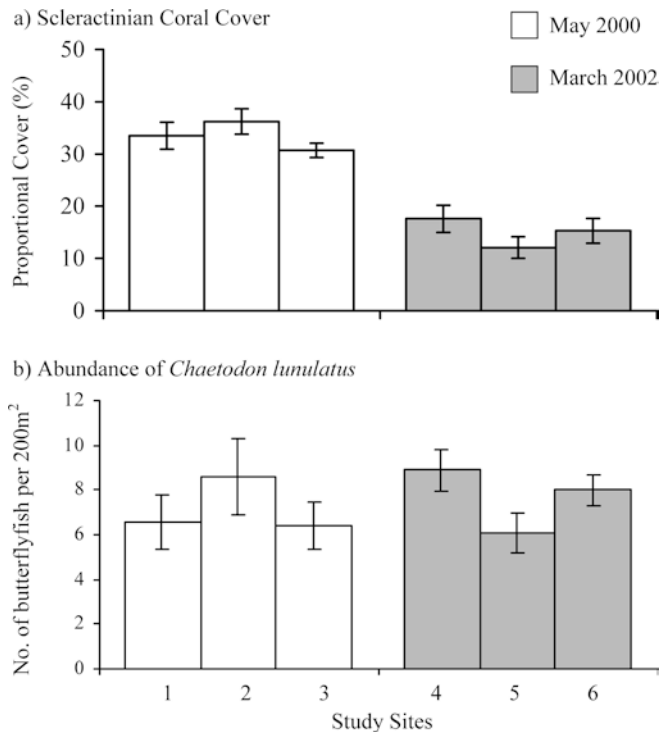 a) Scleractinian Coral Cover
May 2000
March 2002
Proportional Cover (%)
50
40
30
20
10
0
b) Abundance of Chaetodon lunulatus
No. of butterflyfish per 200m²
12
10
8
6
4
2
0
1 2 3 4 5 6
Study Sites